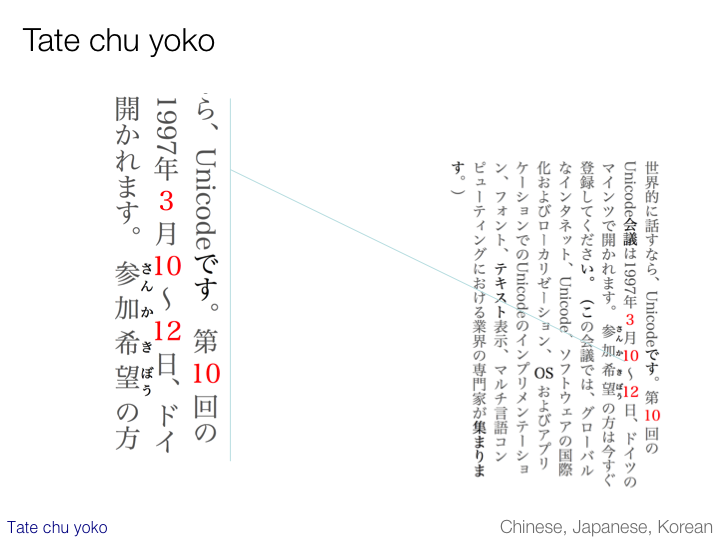 Tate chu yoko
ら、Unicodeです。第10回の
1997年3月10～12日、ドイ
さんかきぼう
開かれます。参加希望の方
世界的に話すなら、Unicodeです。第10回の
Unicode会議は1997年3月10～12日、ドイツの
さんかきぼう
マインツで開かれます。参加希望の方は今すぐ
登録してください。（この会議では、グローバル
なインタネット、Unicode、ソフトウェアの国際
化およびローカリゼーション、OSおよびアプリ
ケーションでのUnicodeのインプリメンテーショ
ン、フォント、テキスト表示、マルチ言語コン
ピューティングにおける業界の専門家が集まりま
す。）
Tate chu yoko
Chinese, Japanese, Korean